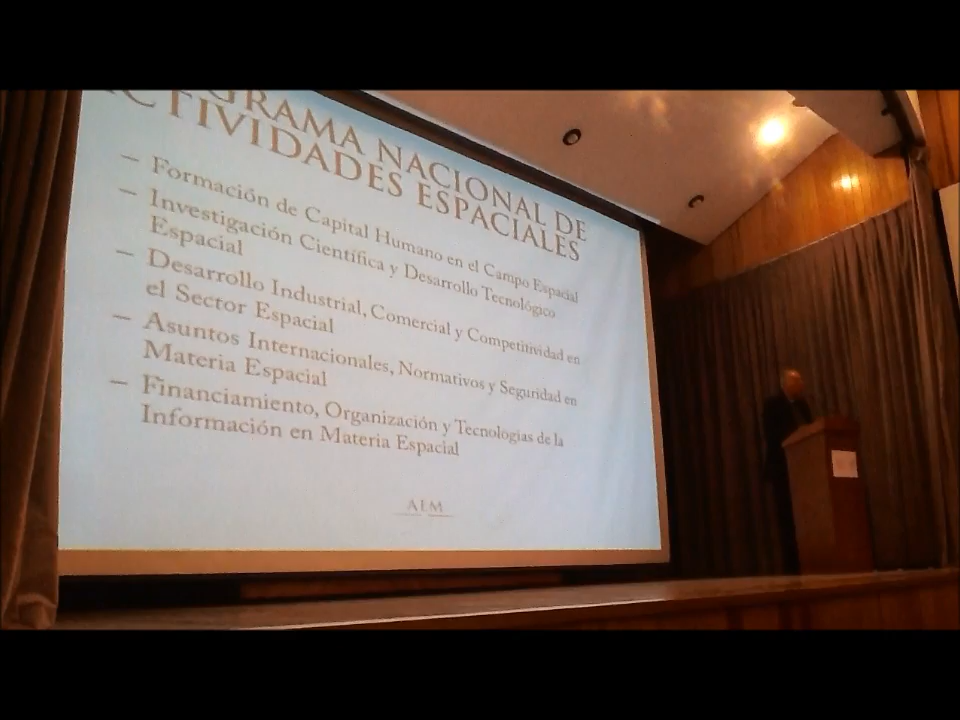 GRAMA NACIONAL DE
CTIVIDADES ESPACIALES
– Formación de Capital Humano en el Campo Espacial
– Investigación Científica y Desarrollo Tecnológico
Espacial
– Desarrollo Industrial, Comercial y Competitividad en
el Sector Espacial
– Asuntos Internacionales, Normativos y Seguridad en
Materia Espacial
– Financiamiento, Organización y Tecnologías de la
Información en Materia Espacial
AEM